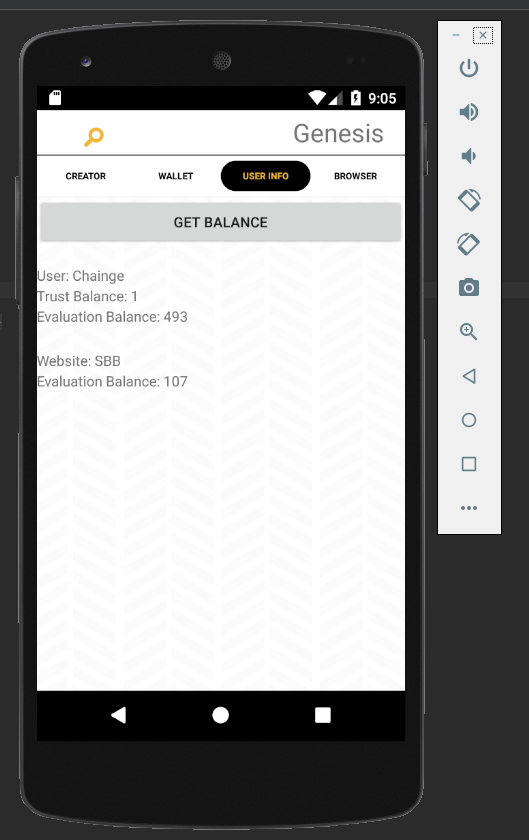 9:05
Genesis
CREATOR WALLET USER INFO BROWSER
GET BALANCE
User: Chainge
Trust Balance: 1
Evaluation Balance: 493
Website: SBB
Evaluation Balance: 107